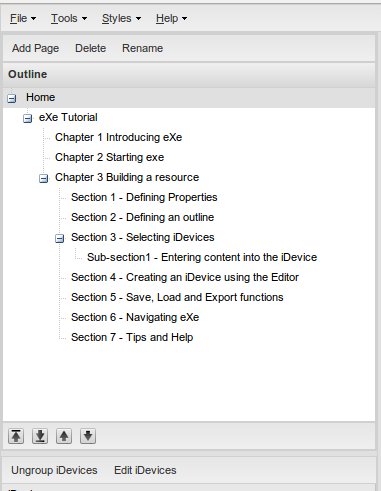 File Tools Styles Help
Add Page Delete Rename
Outline
Home
eXe Tutorial
Chapter 1 Introducing eXe
Chapter 2 Starting exe
Chapter 3 Building a resource
Section 1 - Defining Properties
Section 2 - Defining an outline
Section 3 - Selecting iDevices
Sub-section1 - Entering content into the iDevice
Section 4 - Creating an iDevice using the Editor
Section 5 - Save, Load and Export functions
Section 6 - Navigating eXe
Section 7 - Tips and Help
Ungroup iDevices Edit iDevices